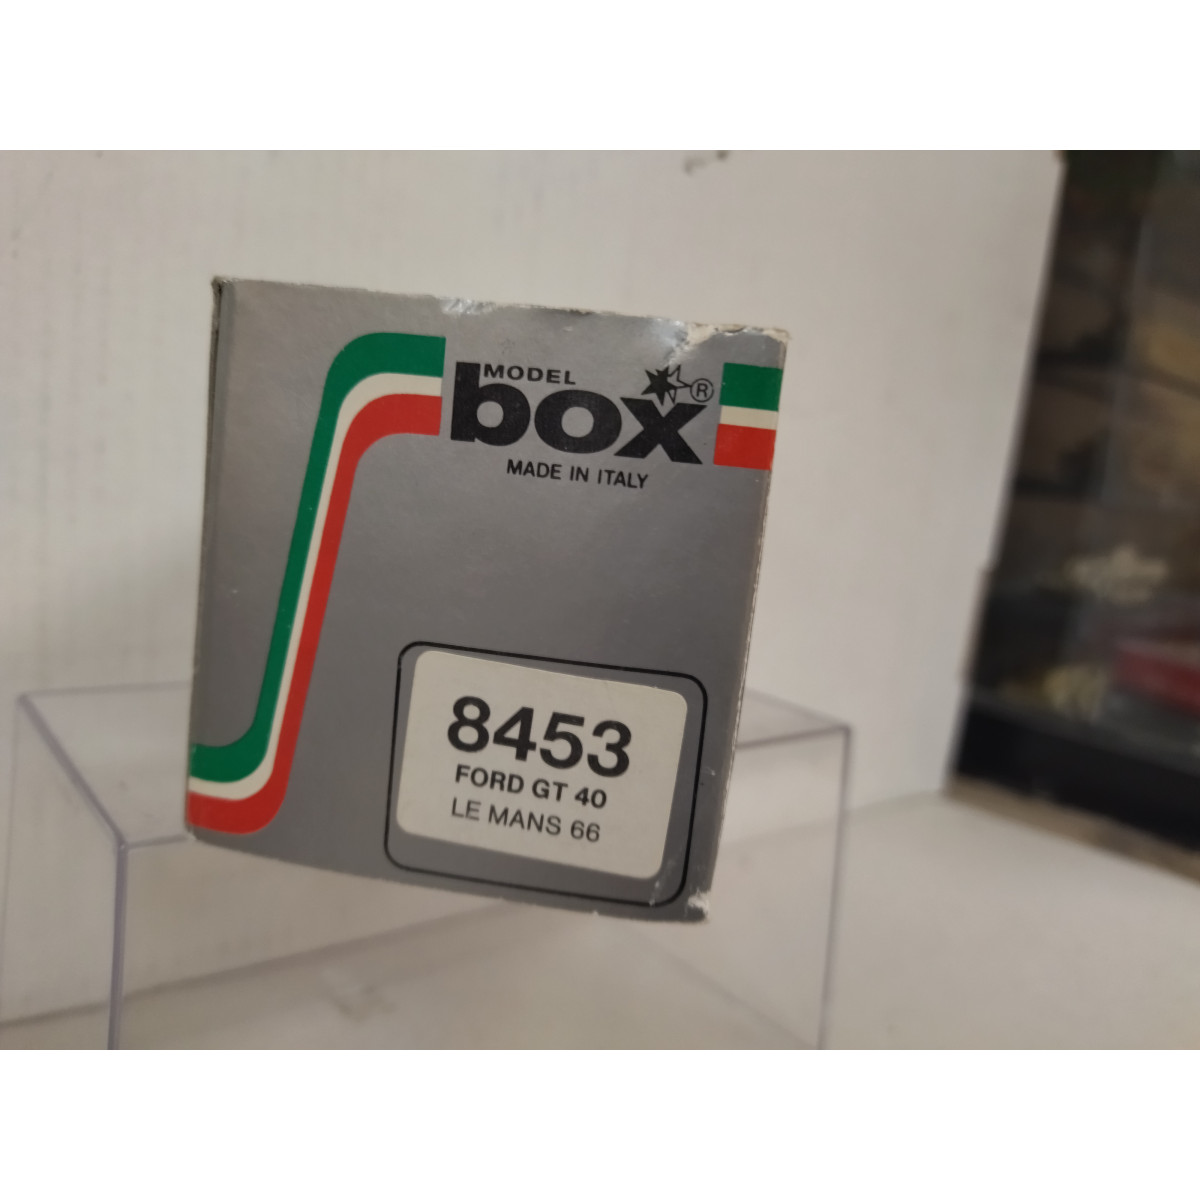 MODEL
box®
MADE IN ITALY
8453
FORD GT 40
LE MANS 66